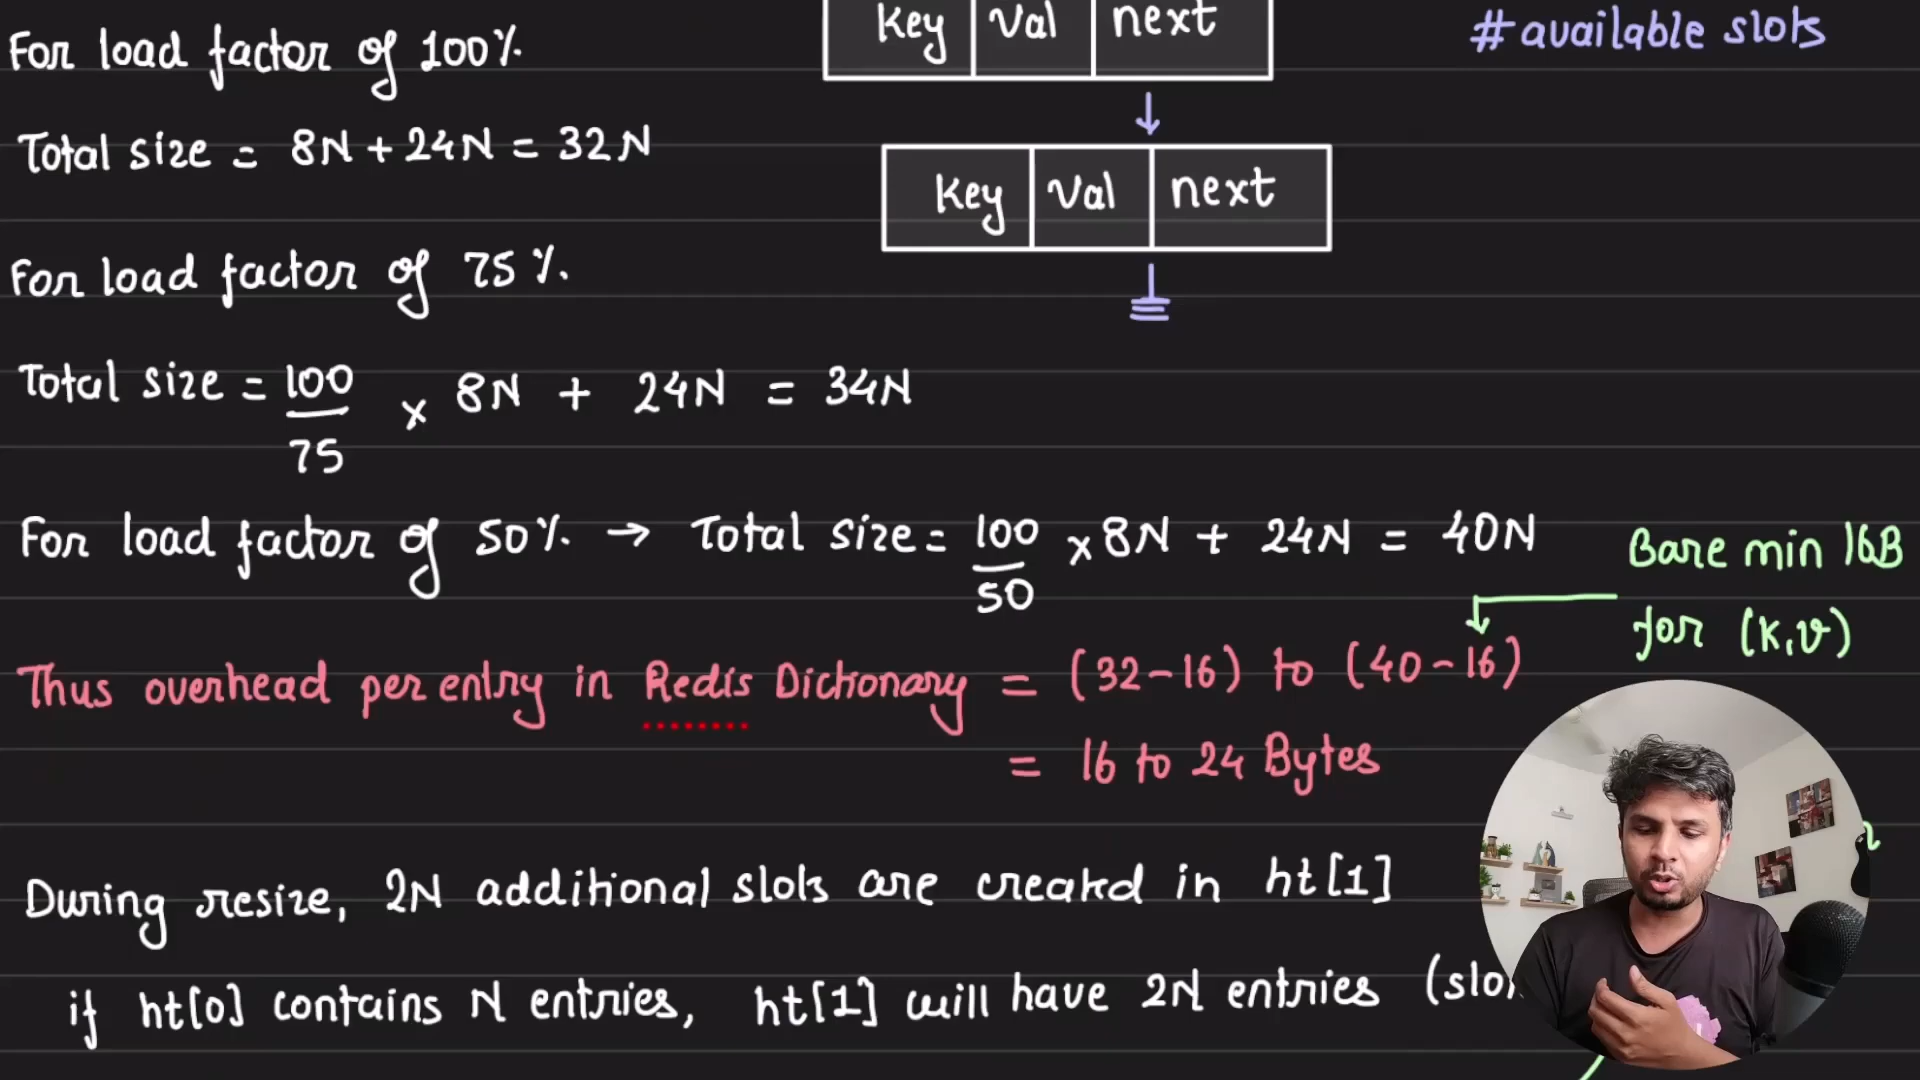 For load factor of 100%
Total size = 8N + 24N = 32N
For load factor of 75%.
Total size = 100/75 × 8N + 24N = 34N
For load factor of 50%. → Total size = 100/50 × 8N + 24N = 40N
Thus overhead per entry in Redis Dictionary = (32-16) to (40-16)
= 16 to 24 Bytes
During resize, 2N additional slots are created in ht[1]
if ht[0] contains N entries, ht[1] will have 2N entries
key val next
key val next
#available slots
Bare min 16B
for (k,v)